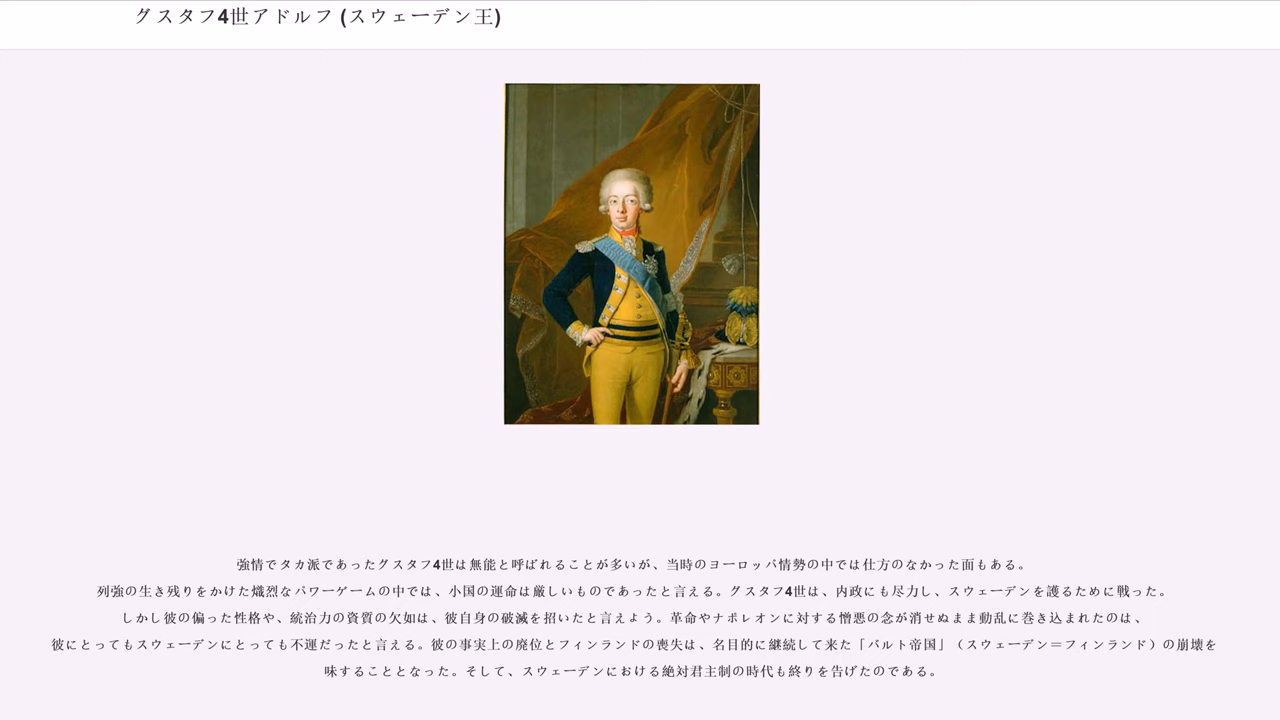 グスタフ4世アドルフ (スウェーデン王)
強情でタカ派であったグスタフ4世は無能と呼ばれることが多いが、当時のヨーロッパ情勢の中では仕方のなかった面もある。
列強の生き残りをかけた熾烈なパワーゲームの中では、小国の運命は厳しいものであったと言える。グスタフ4世は、内政にも尽力し、スウェーデンを護るために戦った。
しかし彼の偏った性格や、統治力の資質の欠如は、彼自身の破滅を招いたと言えよう。革命やナポレオンに対する憎悪の念が消せぬまま動乱に巻き込まれたのは、
彼にとってもスウェーデンにとっても不運だったと言える。彼の事実上の廃位とフィンランドの喪失は、名目的に継続して来た「バルト帝国」（スウェーデン＝フィンランド）の崩壊を
味することとなった。そして、スウェーデンにおける絶対君主制の時代も終りを告げたのである。